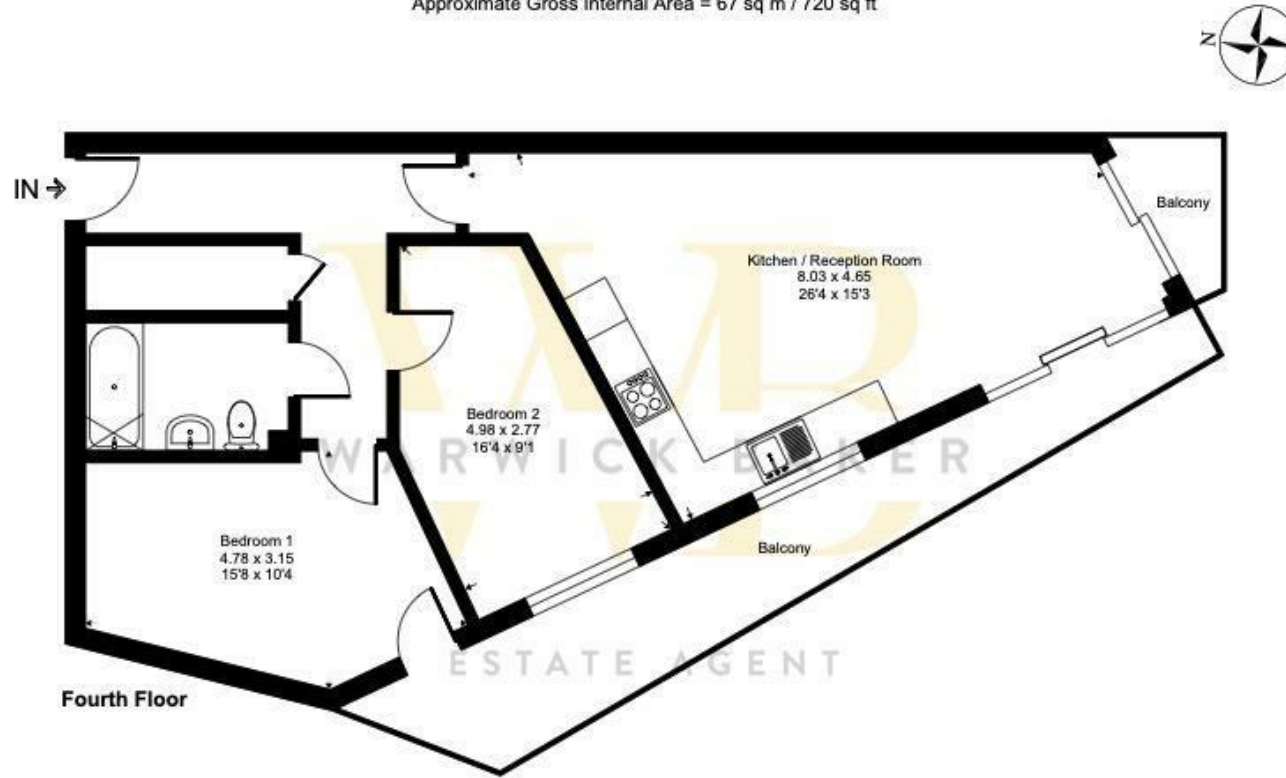 Approximate Gross Internal Area = 67 sq m / 720 sq ft
N
IN
Balcony
Kitchen / Reception Room
8.03 x 4.65
26'4 x 15'3
Bedroom 2
4.98 x 2.77
16'4 x 9'1
WB
WARWICK BAKER
Bedroom 1
4.78 x 3.15
15'8 x 10'4
Balcony
ESTATE AGENT
Fourth Floor